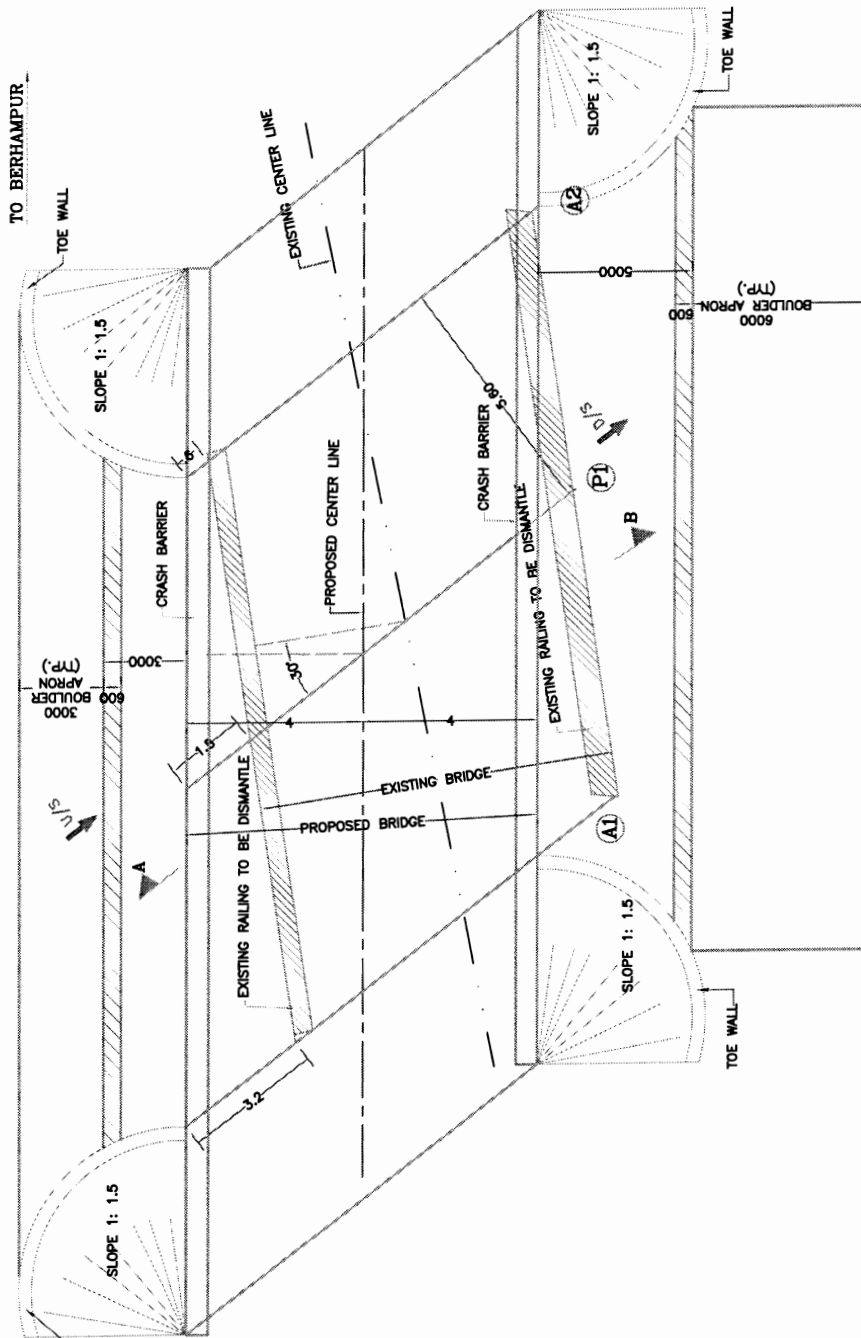 TO BERHAMPUR
TOE WALL
TOE WALL
SLOPE 1: 1.5
SLOPE 1: 1.5
EXISTING CENTER LINE
A2
.6
5000
600
6000
BOULDER APRON
(TYP.)
CRASH BARRIER
PROPOSED CENTER LINE
CRASH BARRIER
5.80
D/S
P1
B
3000
600
3000
BOULDER
APRON
(TYP.)
30°
1.5
4
4
EXISTING RAILING TO BE DISMANTLE
EXISTING BRIDGE
PROPOSED BRIDGE
U/S
A
A1
EXISTING RAILING TO BE DISMANTLE
3.2
SLOPE 1: 1.5
SLOPE 1: 1.5
TOE WALL